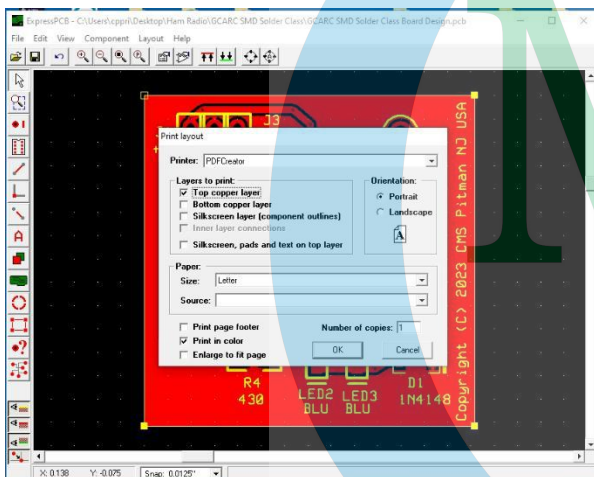 ExpressPCB - C:\Users\cppri\Desktop\Ham Radio\GCARC SMD Solder Class\GCARC SMD Solder Class Board Design.pcb
File Edit View Component Layout Help
J3
Print layout
Printer: PDFCreator
Layers to print:
Top copper layer
Bottom copper layer
Silkscreen layer (component outlines)
Inner layer connections
Silkscreen, pads and text on top layer
Orientation:
Portrait
Landscape
A
Paper:
Size: Letter
Source:
Print page footer
Print in color
Enlarge to fit page
Number of copies: 1
OK Cancel
R4
430
LED2 LED3
BLU BLU
D1
1N4148
Copyright (C) 2023 CMS Pitman NJ USA
X: 0.138 Y: -0.075 Snap: 0.0125"